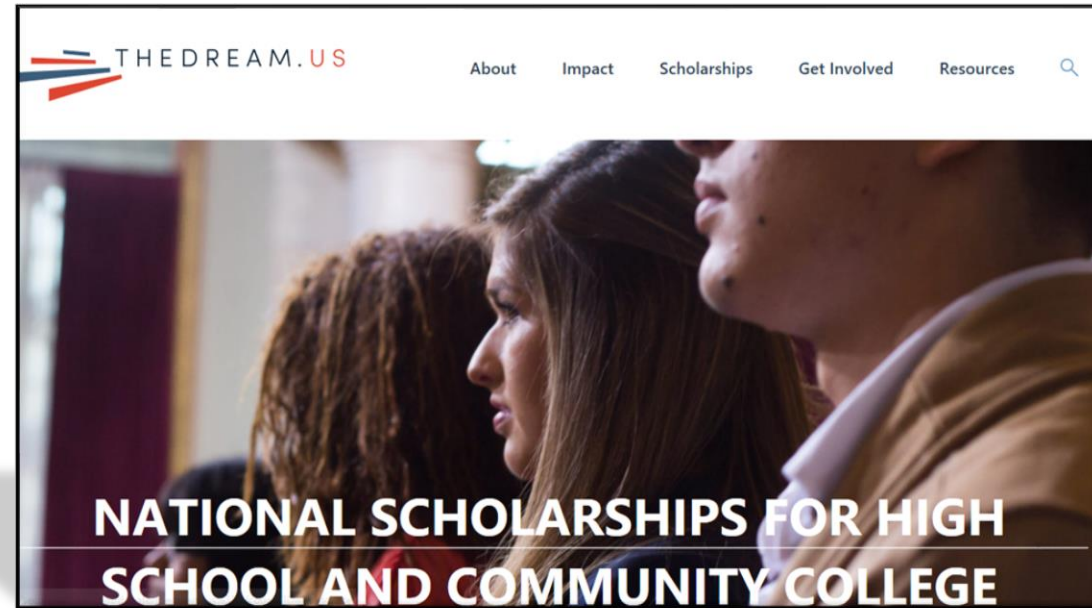 THEDREAM.US
About Impact Scholarships Get Involved Resources
NATIONAL SCHOLARSHIPS FOR HIGH
SCHOOL AND COMMUNITY COLLEGE